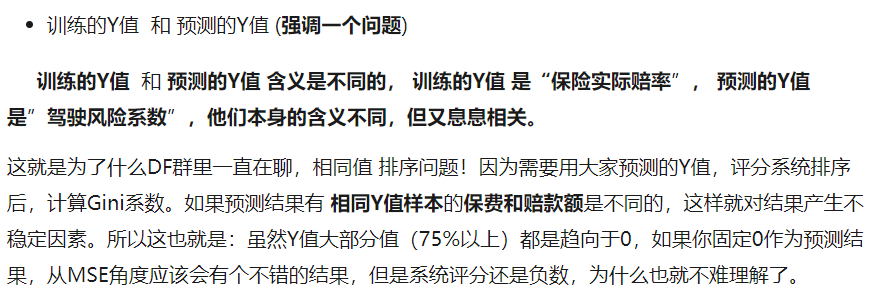 • 训练的Y值 和 预测的Y值 (强调一个问题)
训练的Y值 和 预测的Y值 含义是不同的， 训练的Y值 是“保险实际赔率”， 预测的Y值
是”驾驶风险系数”，他们本身的含义不同，但又息息相关。
这就是为了什么DF群里一直在聊，相同值 排序问题！因为需要用大家预测的Y值，评分系统排序
后，计算Gini系数。如果预测结果有 相同Y值样本的保费和赔款额是不同的，这样就对结果产生不
稳定因素。所以这也就是：虽然Y值大部分值（75%以上）都是趋向于0，如果你固定0作为预测结
果，从MSE角度应该会有个不错的结果，但是系统评分还是负数，为什么也就不难理解了。